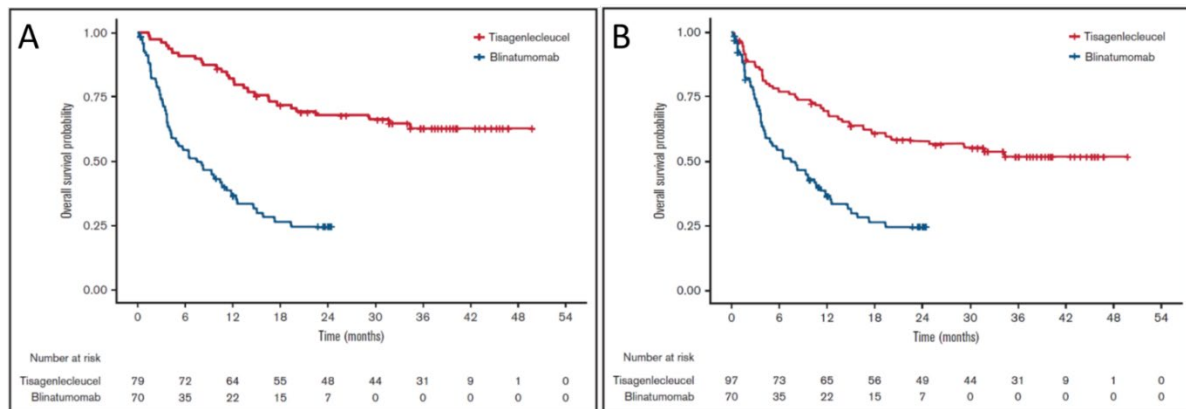 A
Tisagenlecleucel
Blinatumomab
Overall survival probability
1.00
0.75
0.50
0.25
0.00
0 6 12 18 24 30 36 42 48 54
Time (months)
Number at risk
Tisagenlecleucel 79 72 64 55 48 44 31 9 1 0
Blinatumomab 70 35 22 15 7 0 0 0 0 0
B
Tisagenlecleucel
Blinatumomab
Overall survival probability
1.00
0.75
0.50
0.25
0.00
0 6 12 18 24 30 36 42 48 54
Time (months)
Number at risk
Tisagenlecleucel 97 73 65 56 49 44 31 9 1 0
Blinatumomab 70 35 22 15 7 0 0 0 0 0